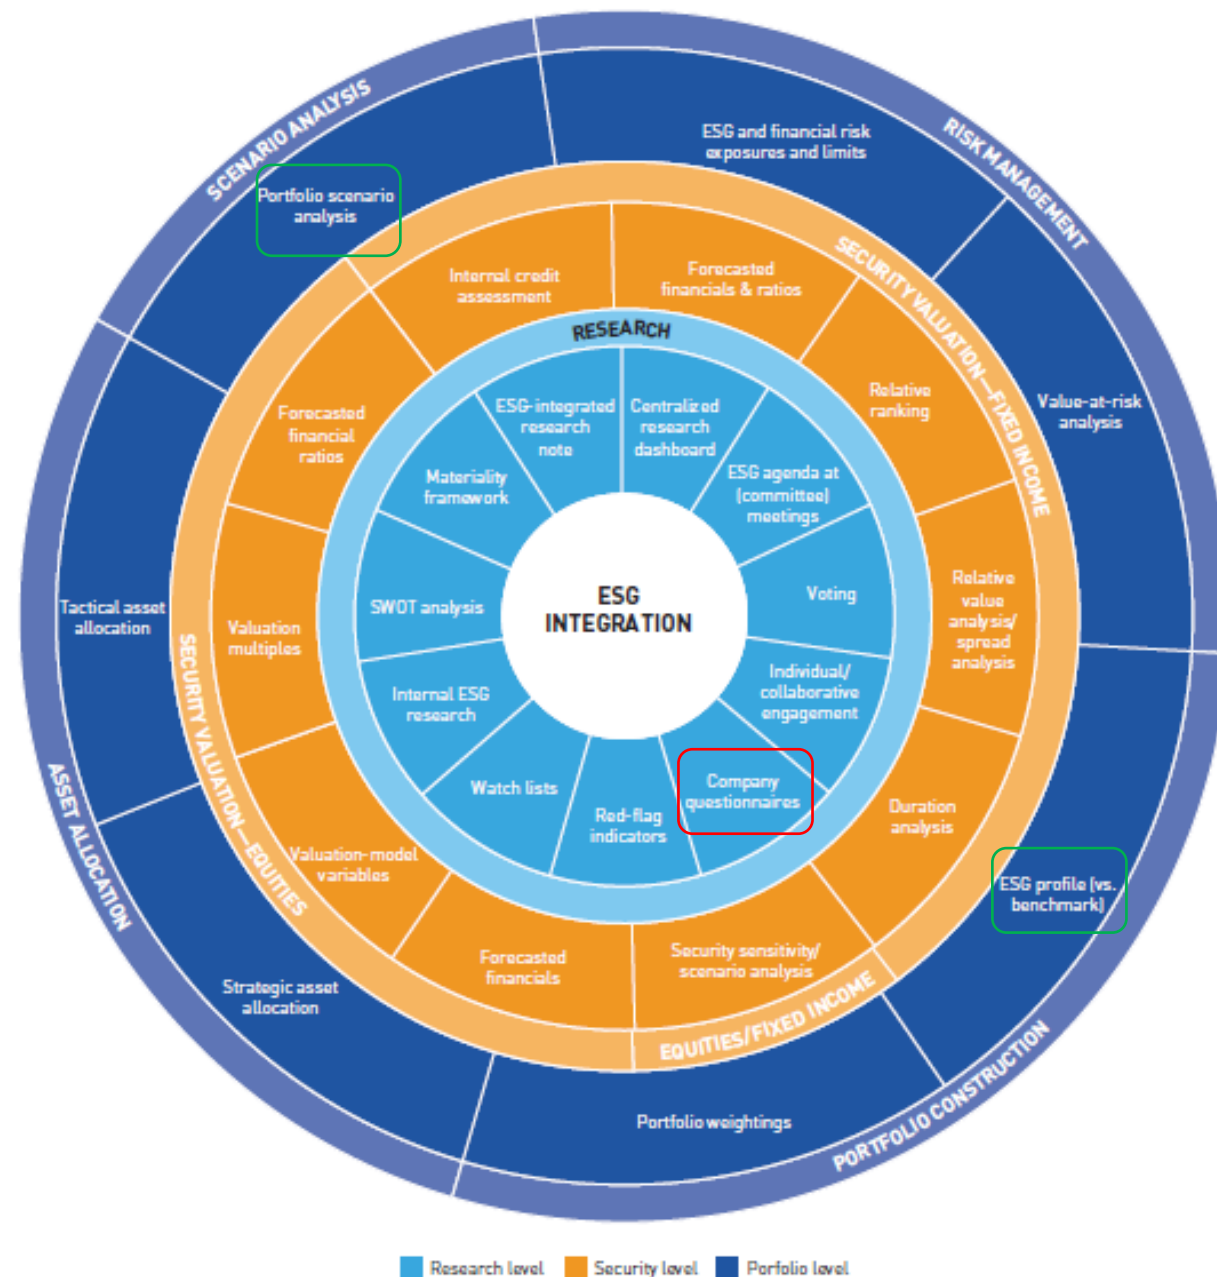 SCENARIO ANALYSIS
RISK MANAGEMENT
ESG and financial risk
exposures and limits
Portfolio scenario
analysis
SECURITY VALUATION—FIXED INCOME
Internal credit
assessment
Forecasted
financials & ratios
RESEARCH
Relative
ranking
Value-at-risk
analysis
Forecasted
financial
ratios
ESG-integrated
research
note
Centralized
research
dashboard
Materiality
framework
ESG agenda at
(committee)
meetings
Tactical asset
allocation
Valuation
multiples
SWOT analysis
ESG
INTEGRATION
Voting
Relative
value
analysis/
spread
analysis
SECURITY VALUATION—EQUITIES
Internal ESG
research
Individual/
collaborative
engagement
ASSET ALLOCATION
Watch lists
Red-flag
indicators
Company
questionnaires
Duration
analysis
Valuation-model
variables
ESG profile (vs.
benchmark)
Forecasted
financials
Security sensitivity/
scenario analysis
Strategic asset
allocation
EQUITIES/FIXED INCOME
PORTFOLIO CONSTRUCTION
Portfolio weightings
Research level
Security level
Porfolio level